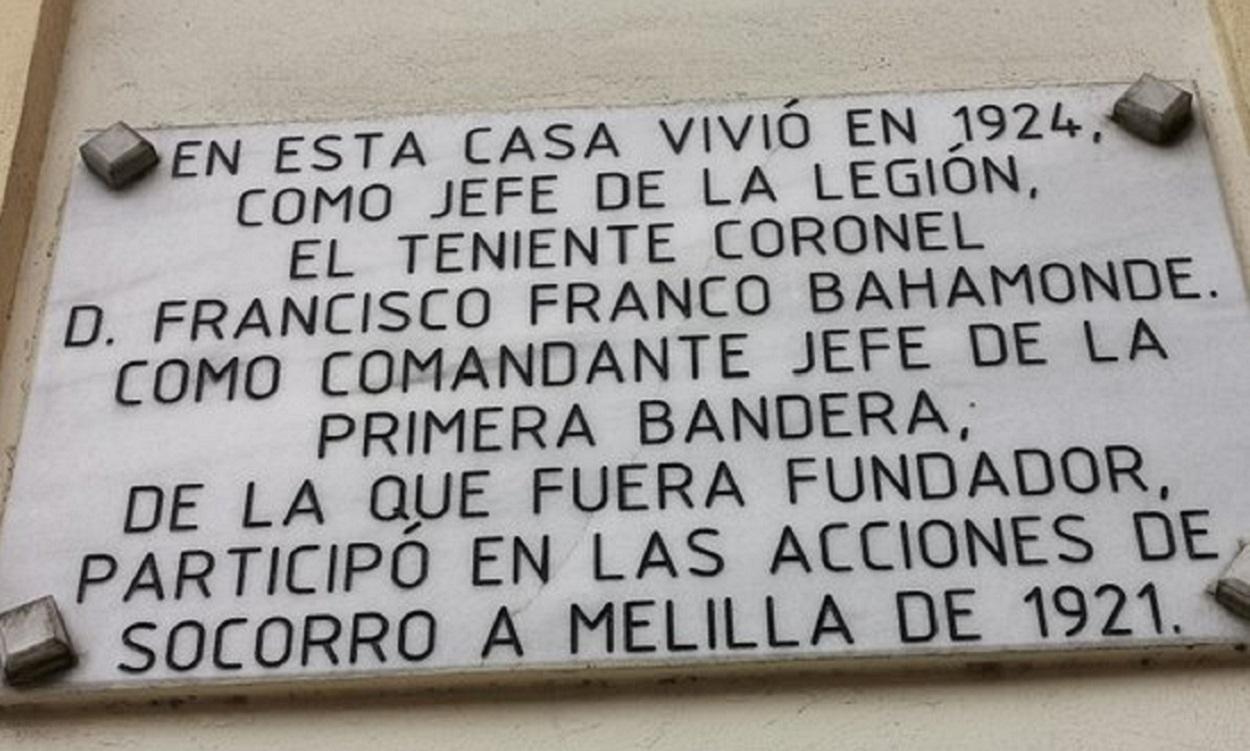 EN ESTA CASA VIVIÓ EN 1924,
COMO JEFE DE LA LEGIÓN,
EL TENIENTE CORONEL
D. FRANCISCO FRANCO BAHAMONDE.
COMO COMANDANTE JEFE DE LA
PRIMERA BANDERA,
DE LA QUE FUERA FUNDADOR,
PARTICIPÓ EN LAS ACCIONES DE
SOCORRO A MELILLA DE 1921.